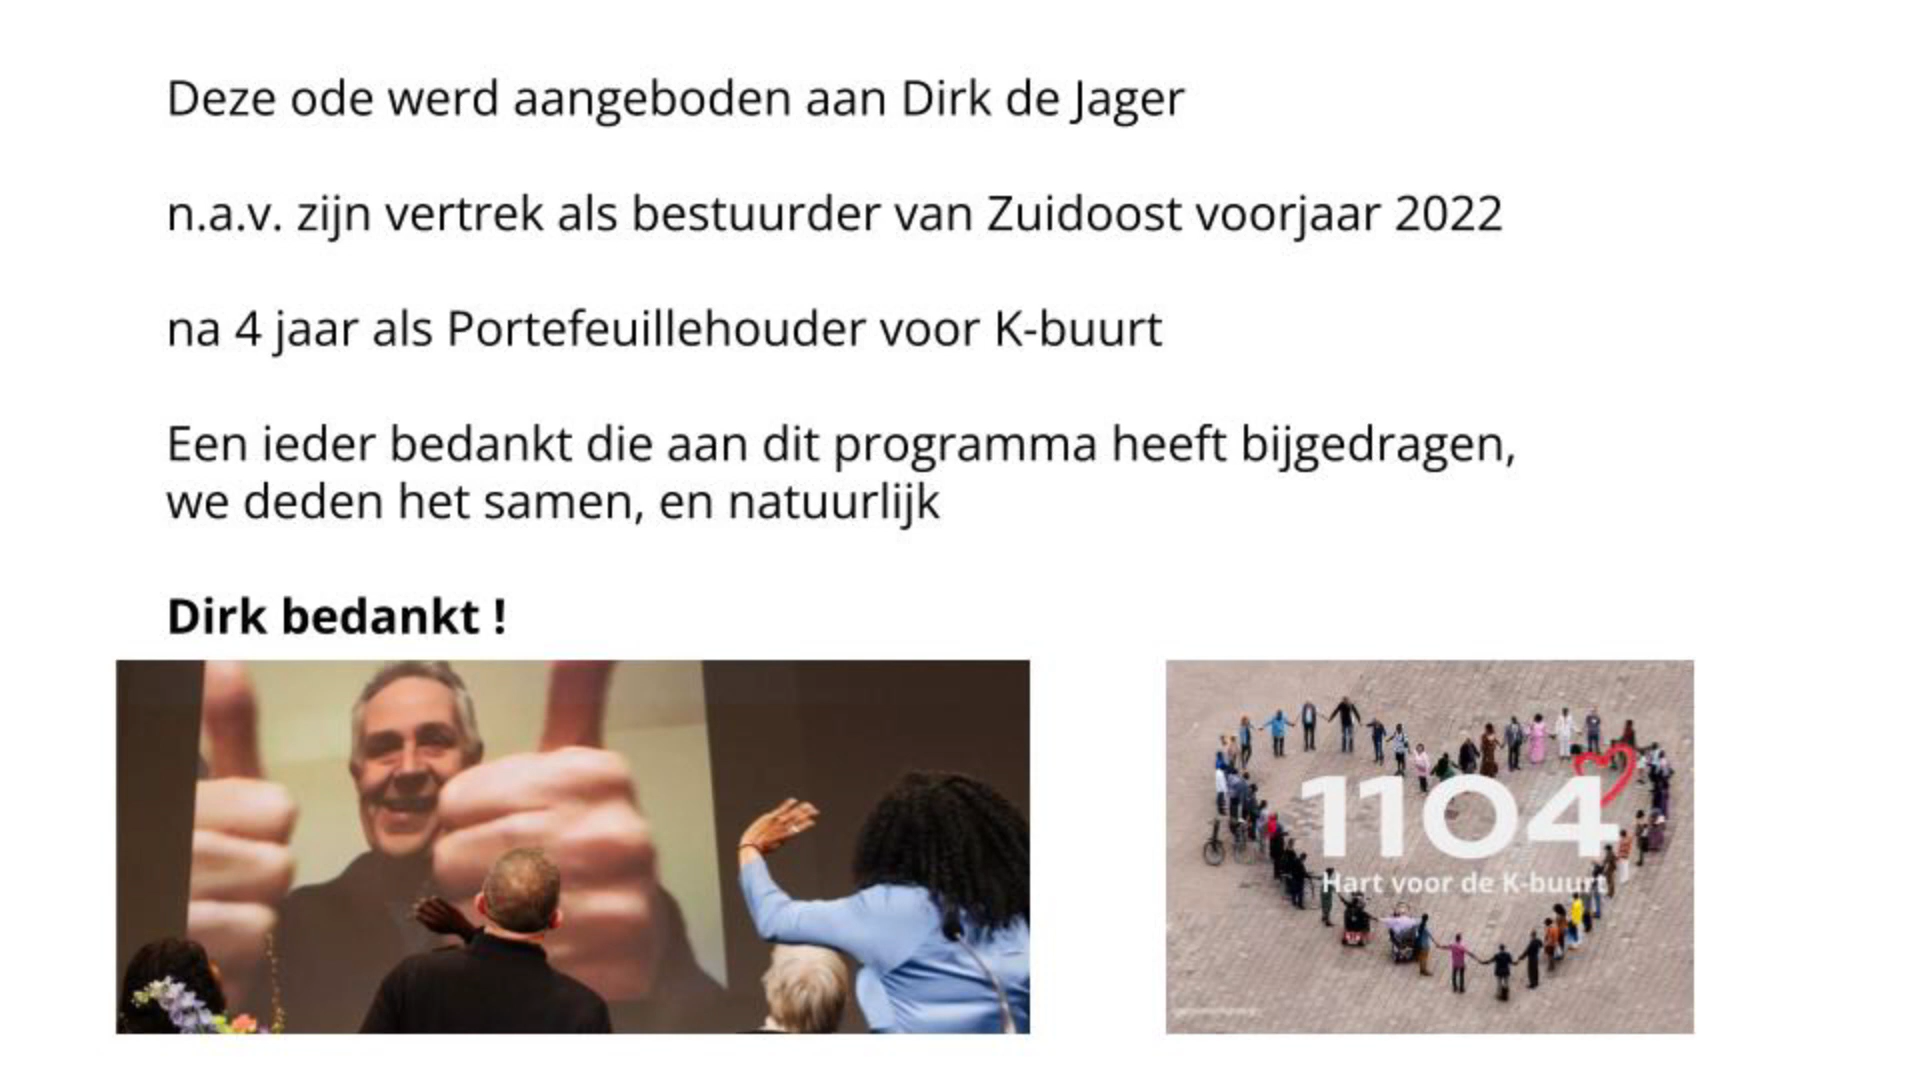 Deze ode werd aangeboden aan Dirk de Jager
n.a.v. zijn vertrek als bestuurder van Zuidoost voorjaar 2022
na 4 jaar als Portefeuillehouder voor K-buurt
Een ieder bedankt die aan dit programma heeft bijgedragen,
we deden het samen, en natuurlijk
Dirk bedankt !
1104
Hart voor de K-buurt